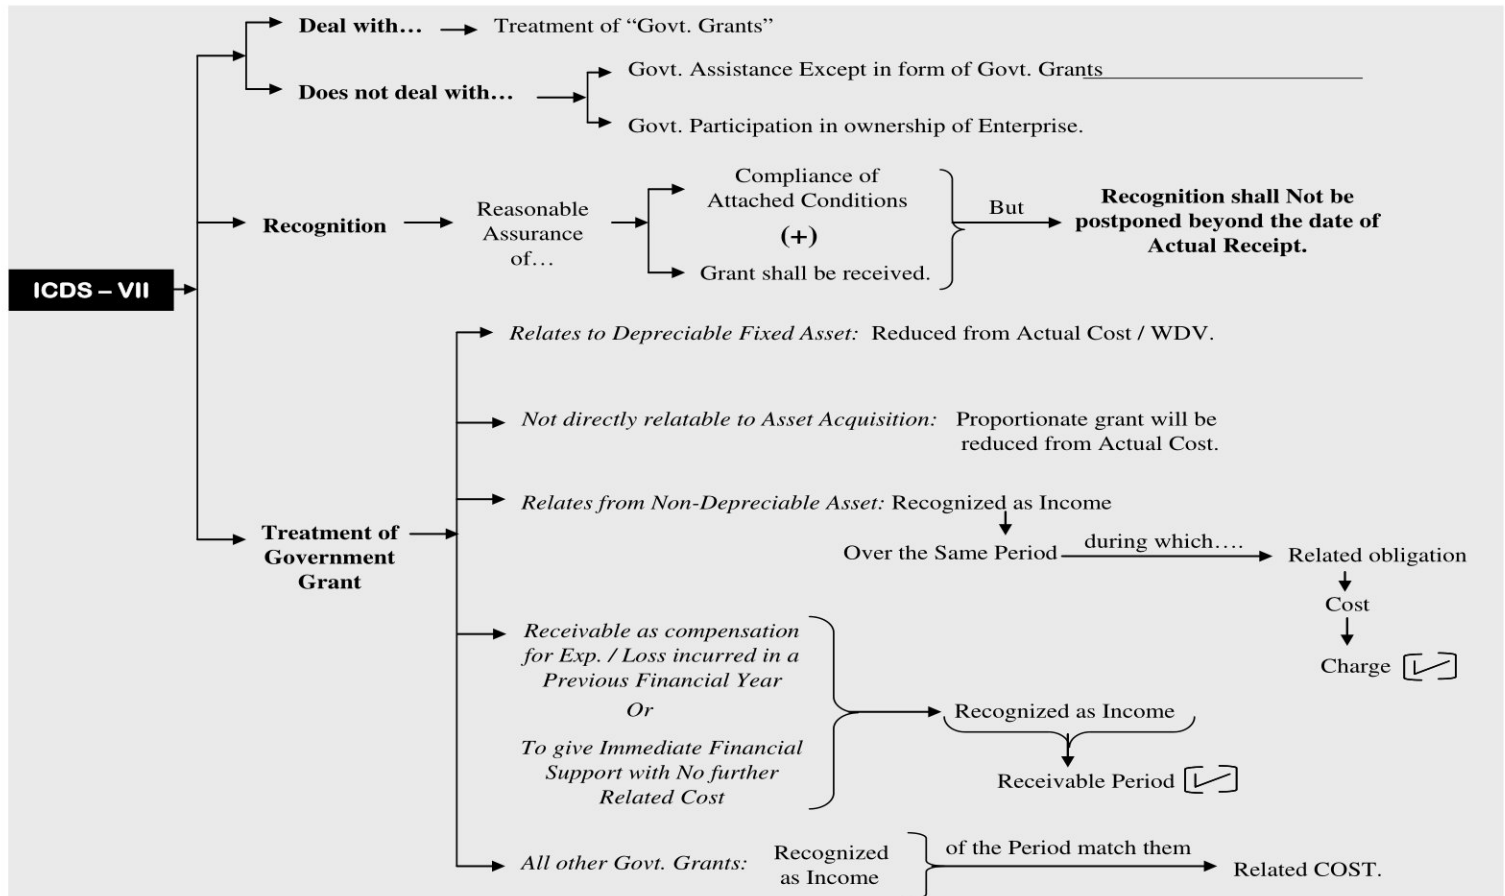 Deal with…
Treatment of “Govt. Grants”
Does not deal with…
Govt. Assistance Except in form of Govt. Grants
Govt. Participation in ownership of Enterprise.
ICDS – VII
Recognition
Reasonable
Assurance
of…
Compliance of
Attached Conditions
(+)
Grant shall be received.
But
Recognition shall Not be
postponed beyond the date of
Actual Receipt.
Treatment of
Government
Grant
Relates to Depreciable Fixed Asset: Reduced from Actual Cost / WDV.
Not directly relatable to Asset Acquisition: Proportionate grant will be
reduced from Actual Cost.
Relates from Non-Depreciable Asset: Recognized as Income
Over the Same Period
during which….
Related obligation
Cost
Charge
Receivable as compensation
for Exp. / Loss incurred in a
Previous Financial Year
Or
To give Immediate Financial
Support with No further
Related Cost
Recognized as Income
Receivable Period
All other Govt. Grants:
Recognized
as Income
of the Period match them
Related COST.